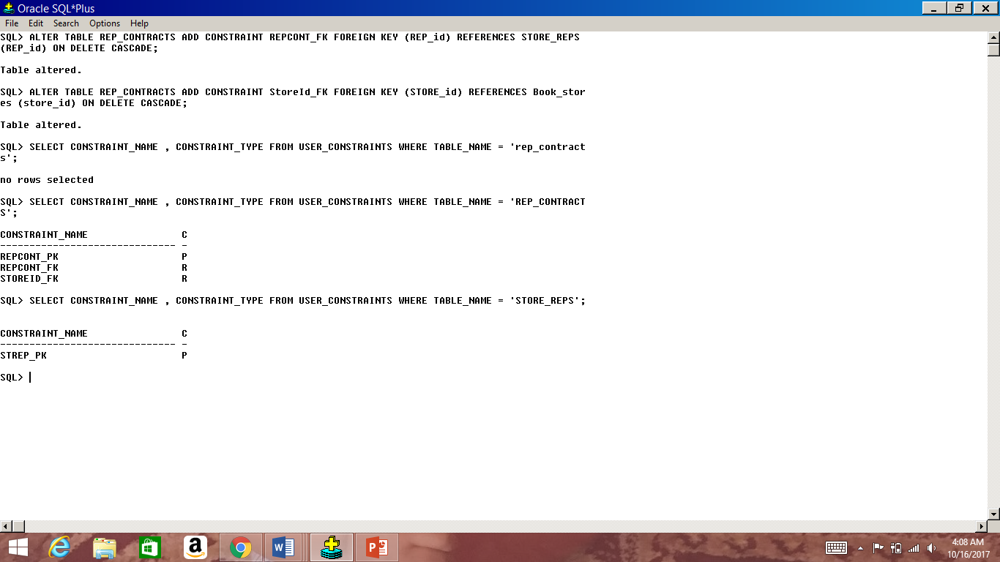 Oracle SQL*Plus
File Edit Search Options Help
SQL> ALTER TABLE REP_CONTRACTS ADD CONSTRAINT REPCONT_FK FOREIGN KEY (REP_id) REFERENCES STORE_REPS
(REP_id) ON DELETE CASCADE;
Table altered.
SQL> ALTER TABLE REP_CONTRACTS ADD CONSTRAINT StoreId_FK FOREIGN KEY (STORE_id) REFERENCES Book_stor
es (store_id) ON DELETE CASCADE;
Table altered.
SQL> SELECT CONSTRAINT_NAME , CONSTRAINT_TYPE FROM USER_CONSTRAINTS WHERE TABLE_NAME = 'rep_contract
s';
no rows selected
SQL> SELECT CONSTRAINT_NAME , CONSTRAINT_TYPE FROM USER_CONSTRAINTS WHERE TABLE_NAME = 'REP_CONTRACT
S';
CONSTRAINT_NAME C
------------------------------ -
REPCONT_PK P
REPCONT_FK R
STOREID_FK R
SQL> SELECT CONSTRAINT_NAME , CONSTRAINT_TYPE FROM USER_CONSTRAINTS WHERE TABLE_NAME = 'STORE_REPS';
CONSTRAINT_NAME C
------------------------------ -
STREP_PK P
SQL>
4:08 AM
10/16/2017